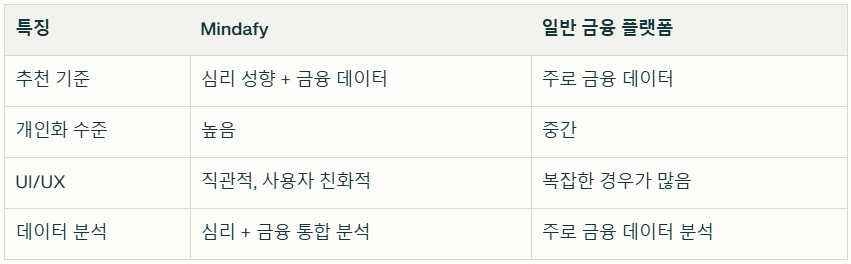 특징 Mindafy 일반 금융 플랫폼
추천 기준 심리 성향 + 금융 데이터 주로 금융 데이터
개인화 수준 높음 중간
UI/UX 직관적, 사용자 친화적 복잡한 경우가 많음
데이터 분석 심리 + 금융 통합 분석 주로 금융 데이터 분석